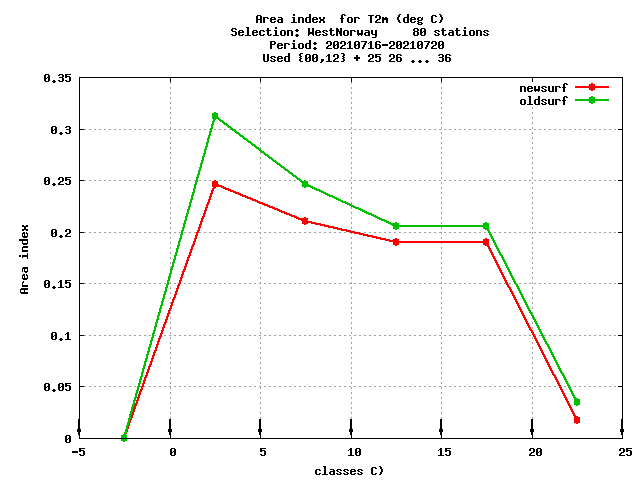 Area index  for T2m (deg C)
Selection: WestNorway     80 stations
Period: 20210716-20210720
Used {00,12} + 25 26 ... 36
newsurf
oldsurf
0.35
0.3
0.25
0.2
0.15
0.1
0.05
0
Area index
-5 0 5 10 15 20 25
classes C)